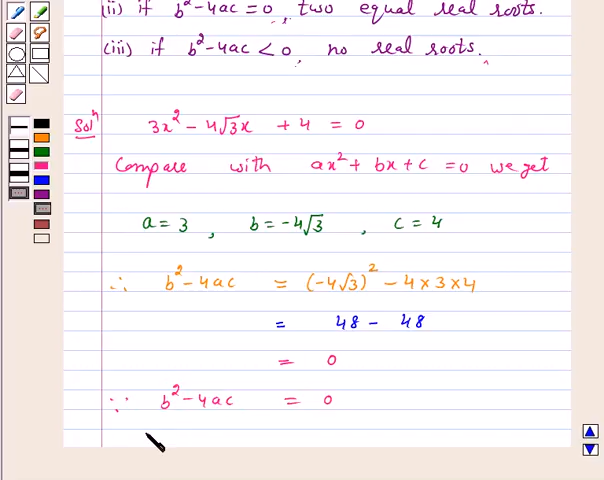 (ii) if b²-4ac = 0, two equal real roots.
(iii) if b²-4ac < 0, no real roots.
Solⁿ 3x² - 4√3x + 4 = 0
Compare with ax² + bx + c = 0 we get
a = 3, b = -4√3, c = 4
∴ b² - 4ac = (-4√3)² - 4 × 3 × 4
= 48 - 48
= 0
∵ b² - 4ac = 0